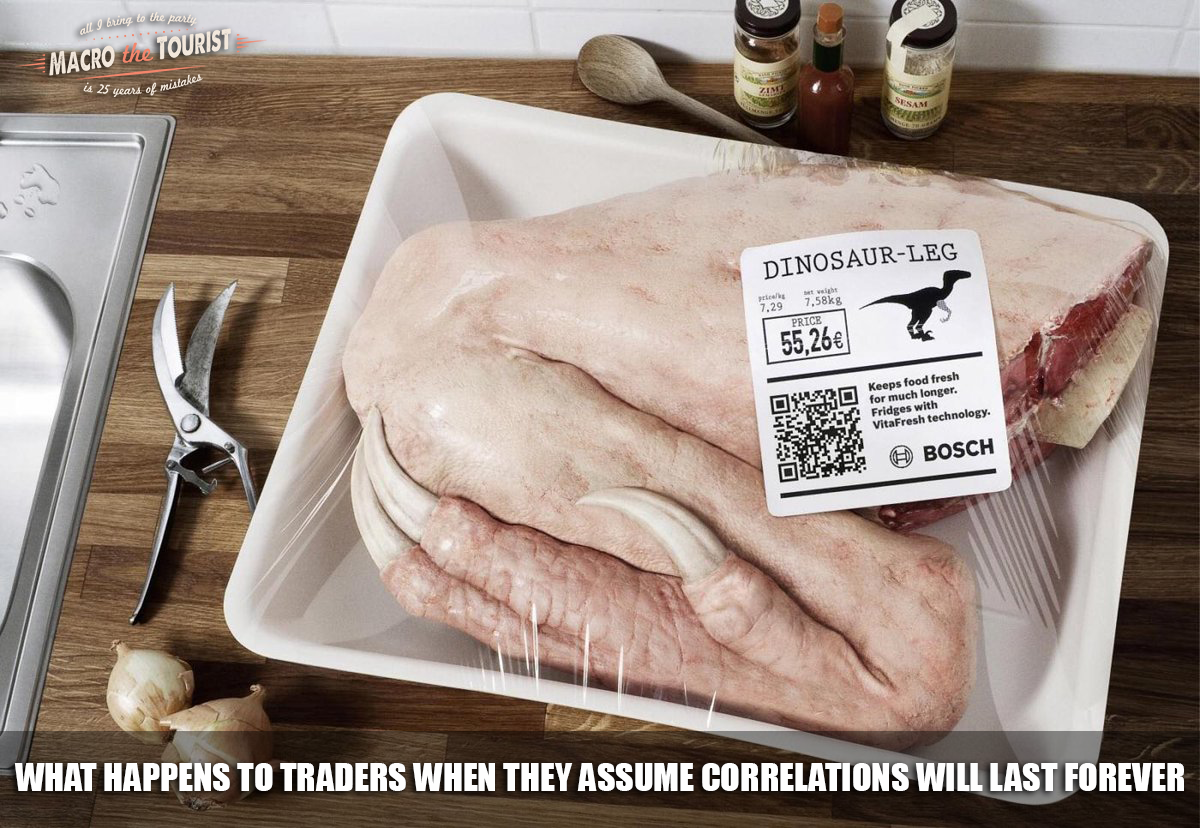 all I bring to the party
MACRO the TOURIST
is 25 years of mistakes
ZIMT
SESAM
DINOSAUR-LEG
price/kg
7,29
net weight
7,58kg
PRICE
55,26€
Keeps food fresh
for much longer.
Fridges with
VitaFresh technology.
BOSCH
WHAT HAPPENS TO TRADERS WHEN THEY ASSUME CORRELATIONS WILL LAST FOREVER